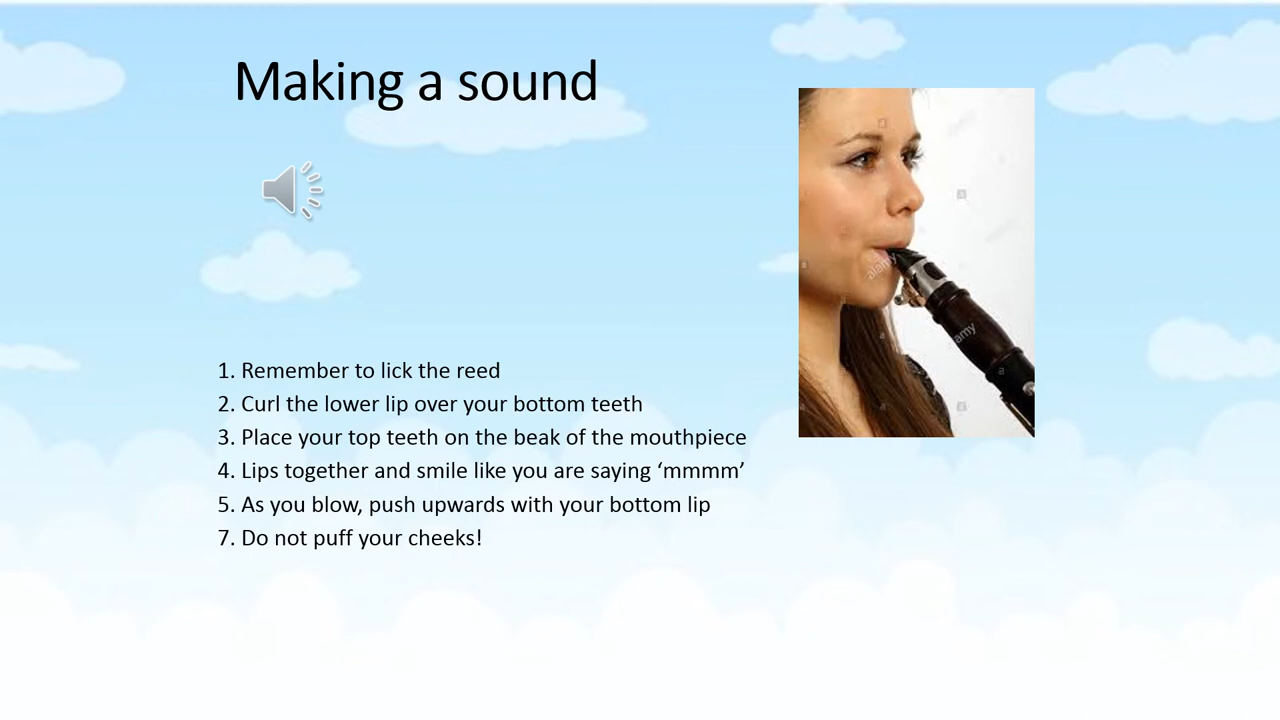 Making a sound
alamy
amy
a
a
a
a
a
a
a
a
a
1. Remember to lick the reed
2. Curl the lower lip over your bottom teeth
3. Place your top teeth on the beak of the mouthpiece
4. Lips together and smile like you are saying ‘mmmm’
5. As you blow, push upwards with your bottom lip
7. Do not puff your cheeks!